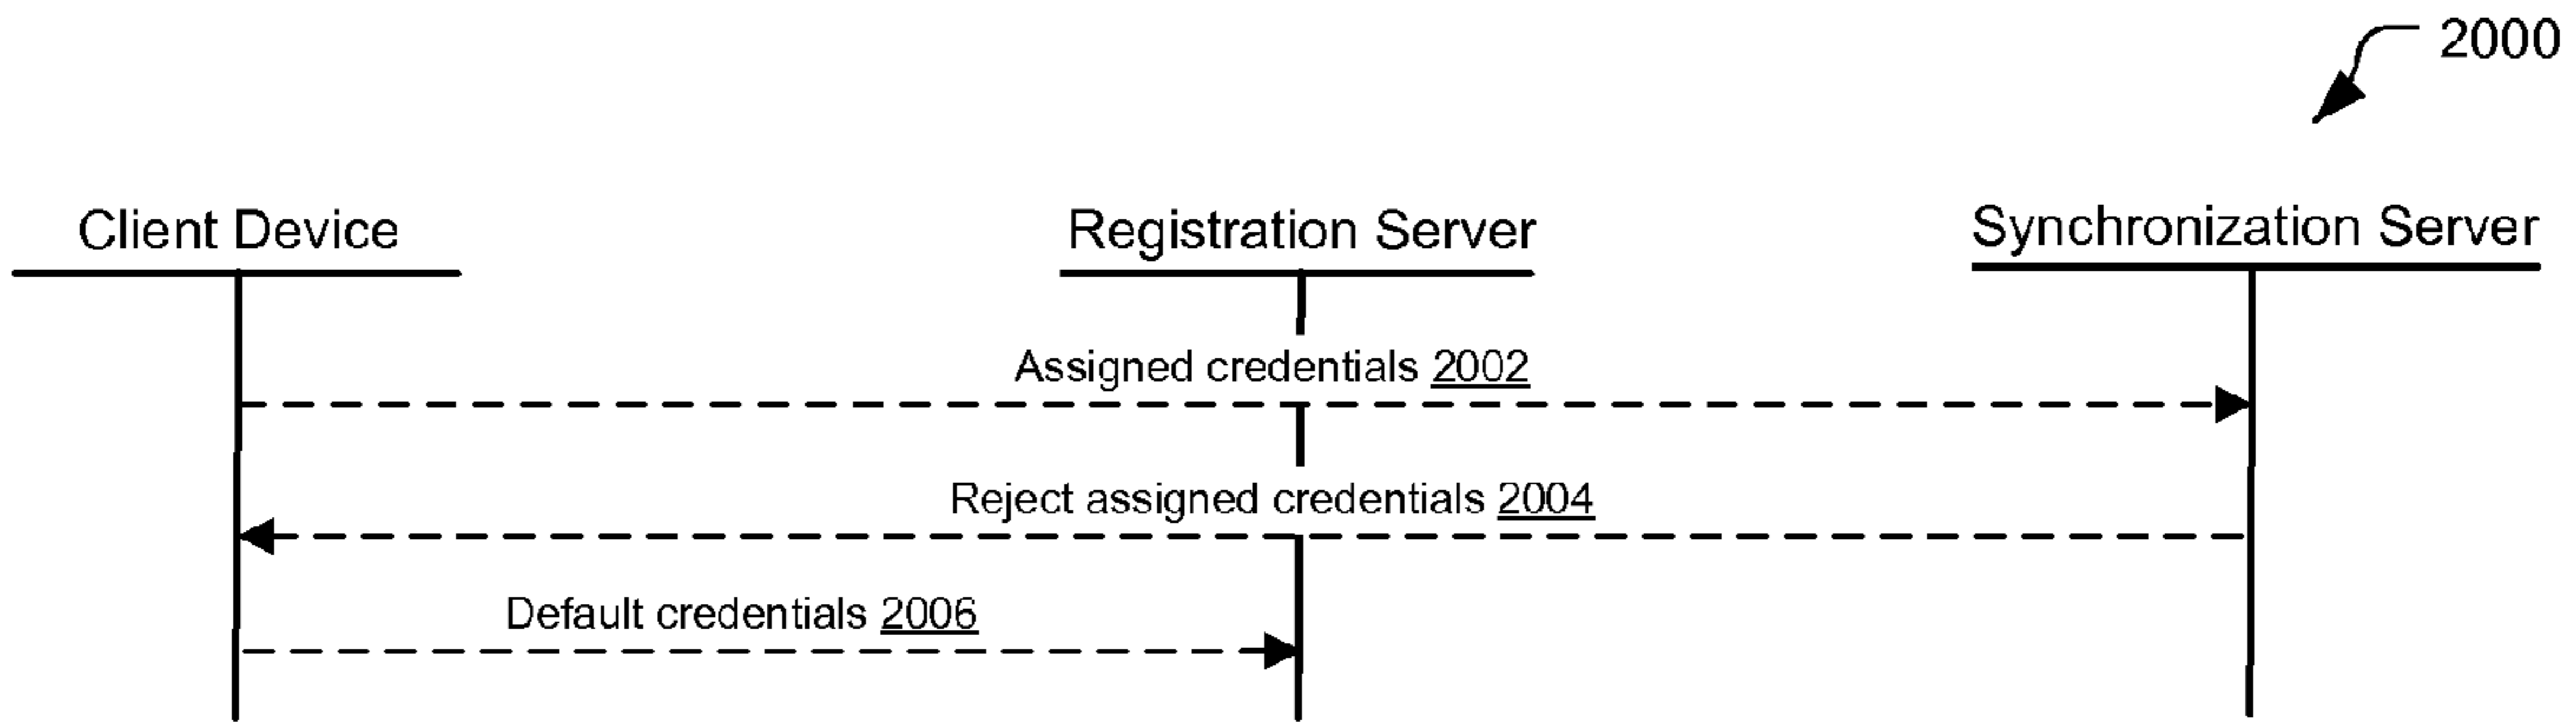 2000
Client Device
Registration Server
Synchronization Server
Assigned credentials 2002
Reject assigned credentials 2004
Default credentials 2006